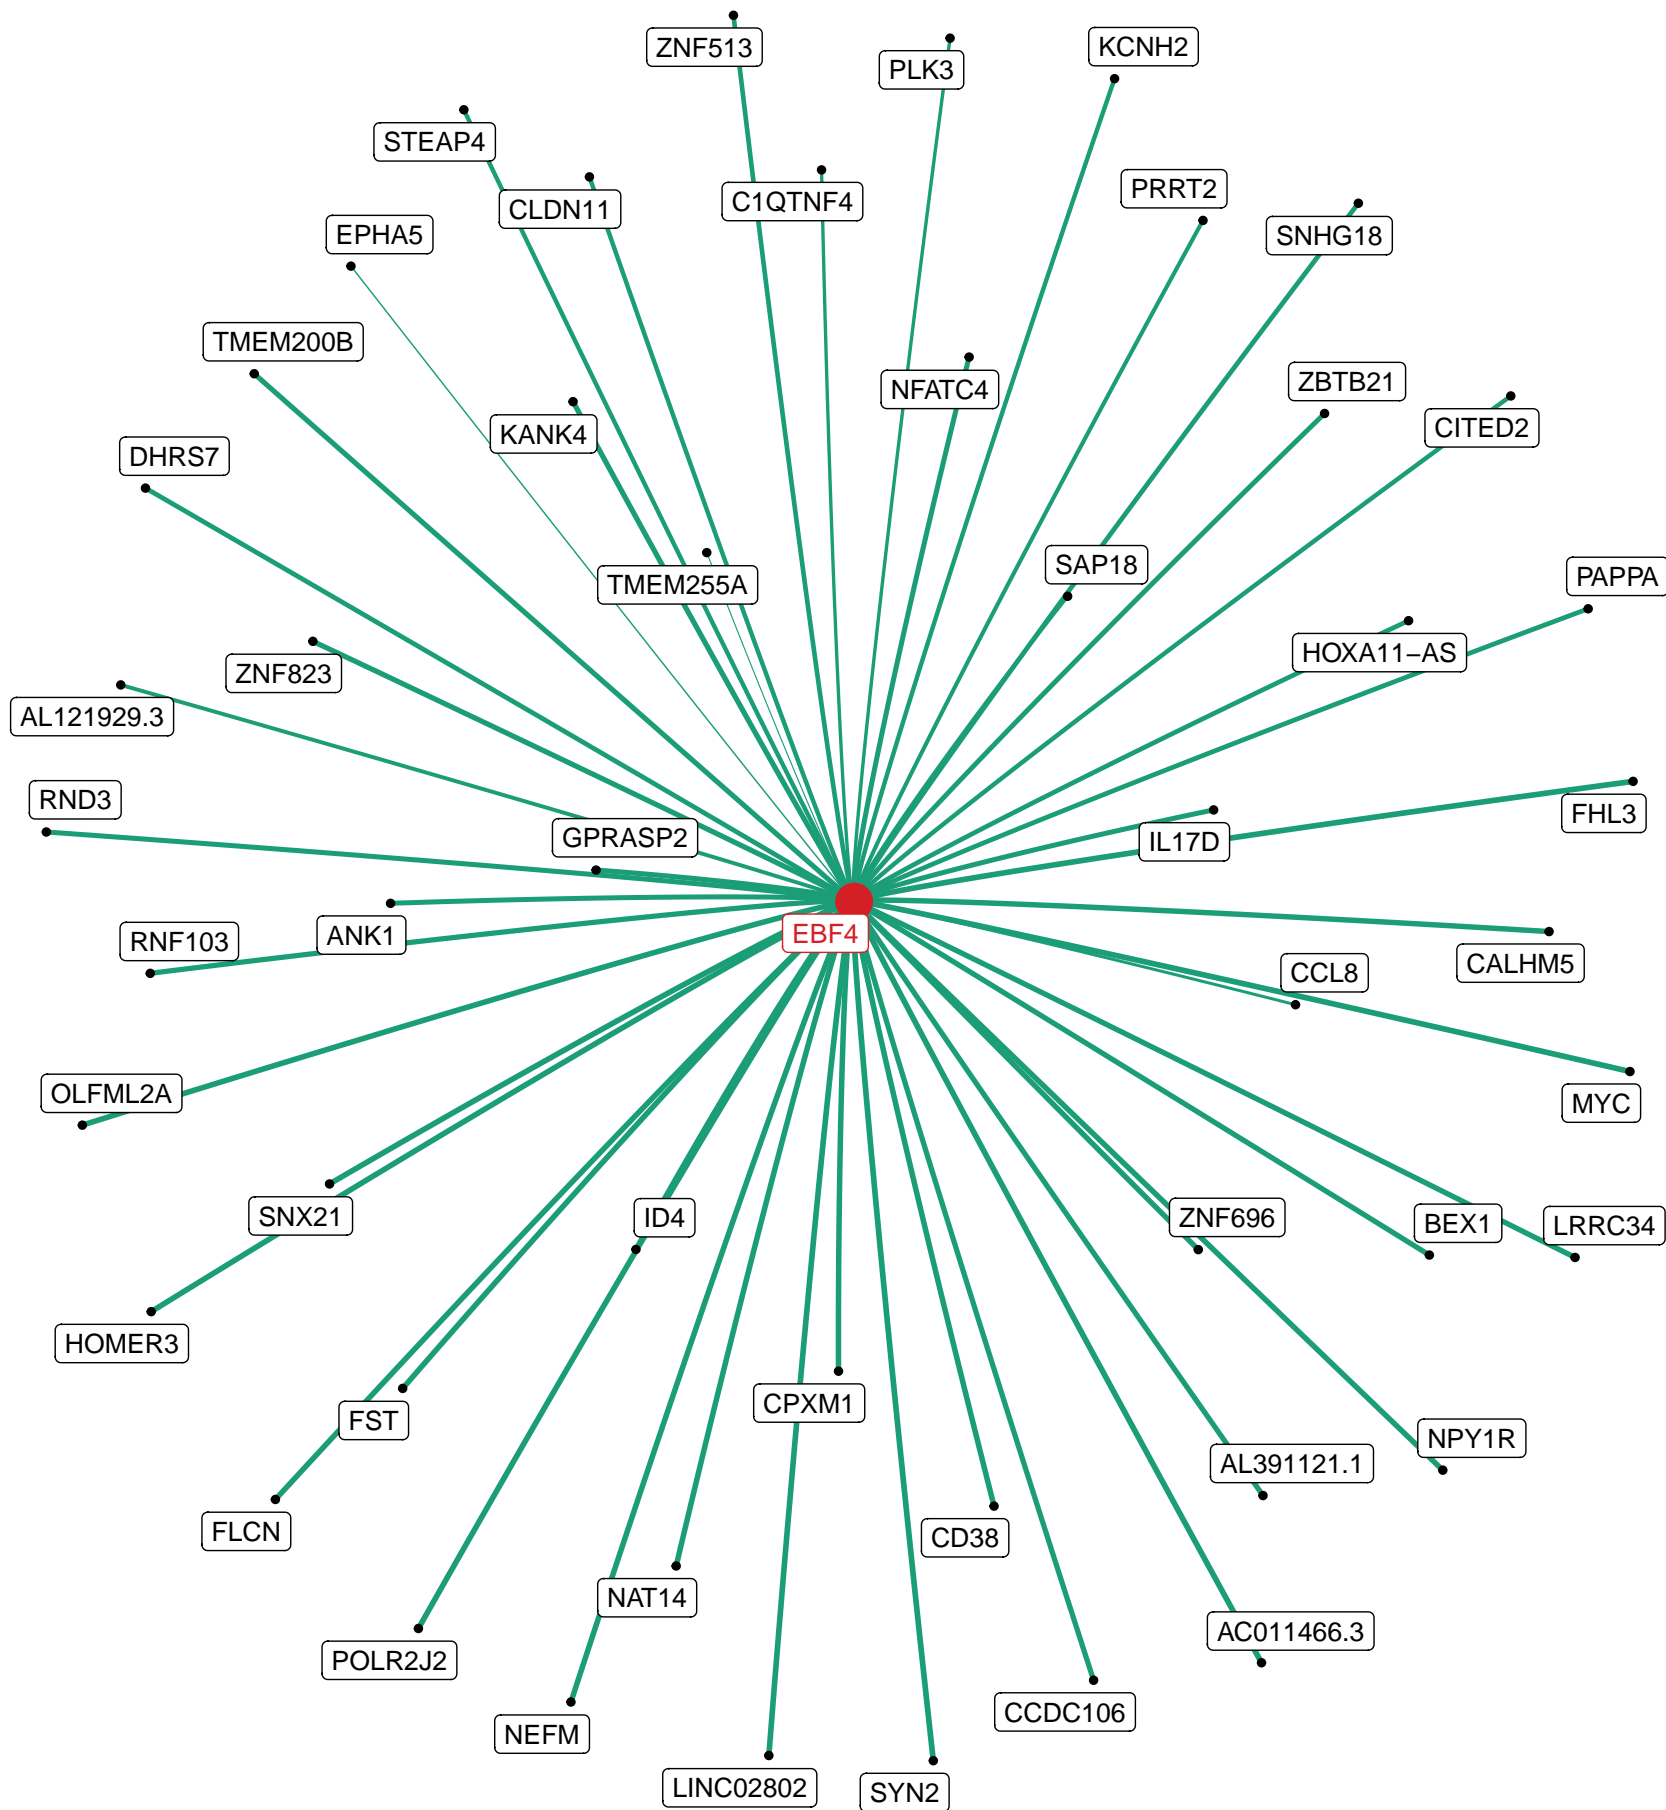 ZNF513
KCNH2
PLK3
STEAP4
PRRT2
C1QTNF4
CLDN11
EPHA5
SNHG18
TMEM200B
ZBTB21
NFATC4
CITED2
KANK4
DHRS7
SAP18
PAPPA
TMEM255A
HOXA11−AS
ZNF823
AL121929.3
RND3
FHL3
GPRASP2
IL17D
EBF4
ANK1
RNF103
CALHM5
CCL8
OLFML2A
MYC
SNX21
ID4
ZNF696
BEX1
LRRC34
HOMER3
CPXM1
FST
NPY1R
AL391121.1
FLCN
CD38
NAT14
AC011466.3
POLR2J2
CCDC106
NEFM
LINC02802
SYN2